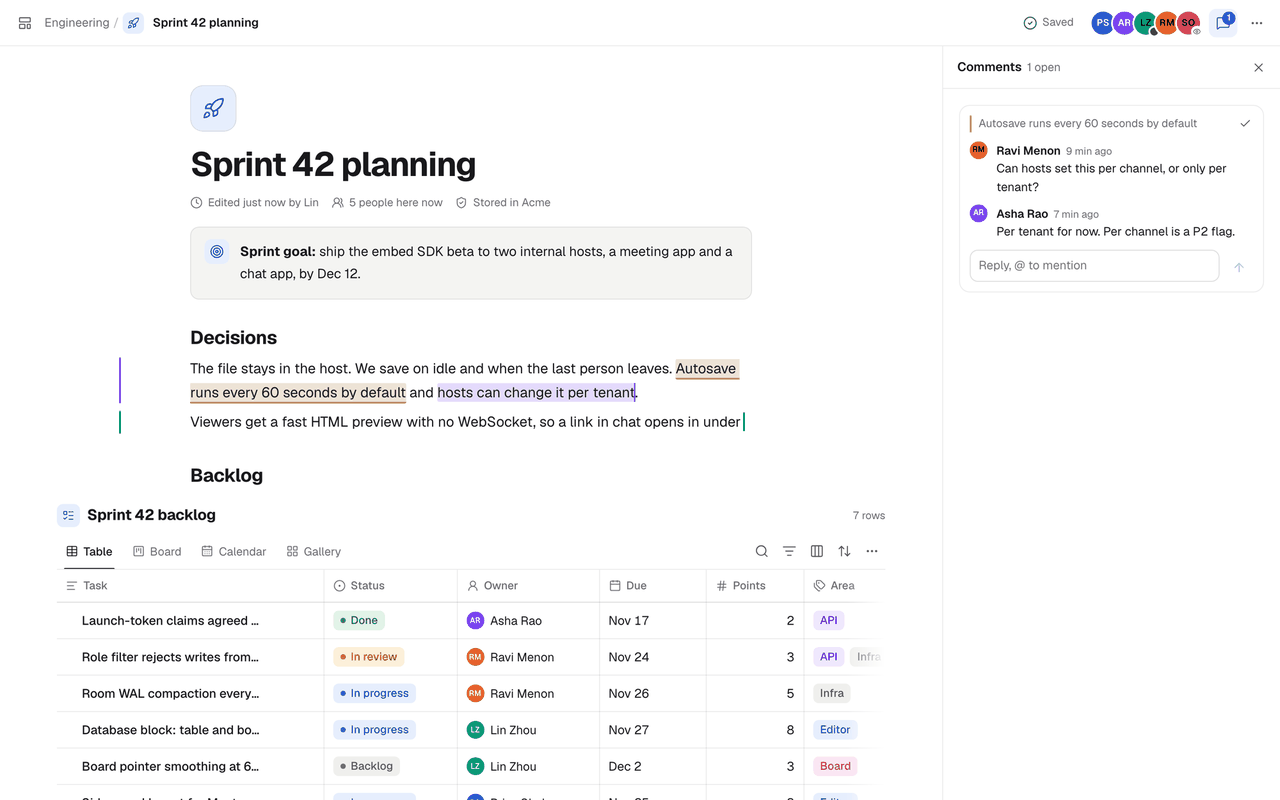 Engineering / Sprint 42 planning
Saved
PS AR LZ RM SO 1
Sprint 42 planning
Edited just now by Lin 5 people here now Stored in Acme
Sprint goal: ship the embed SDK beta to two internal hosts, a meeting app and a
chat app, by Dec 12.
Decisions
The file stays in the host. We save on idle and when the last person leaves. Autosave
runs every 60 seconds by default and hosts can change it per tenant.
Viewers get a fast HTML preview with no WebSocket, so a link in chat opens in under
Backlog
Sprint 42 backlog 7 rows
Table Board Calendar Gallery
Task Status Owner Due # Points Area
Launch-token claims agreed … Done AR Asha Rao Nov 17 2 API
Role filter rejects writes from… In review RM Ravi Menon Nov 24 3 API Infra
Room WAL compaction every… In progress RM Ravi Menon Nov 26 5 Infra
Database block: table and bo… In progress LZ Lin Zhou Nov 27 8 Editor
Board pointer smoothing at 6… Backlog LZ Lin Zhou Dec 2 3 Board
Comments 1 open
Autosave runs every 60 seconds by default
RM Ravi Menon 9 min ago
Can hosts set this per channel, or only per
tenant?
AR Asha Rao 7 min ago
Per tenant for now. Per channel is a P2 flag.
Reply, @ to mention